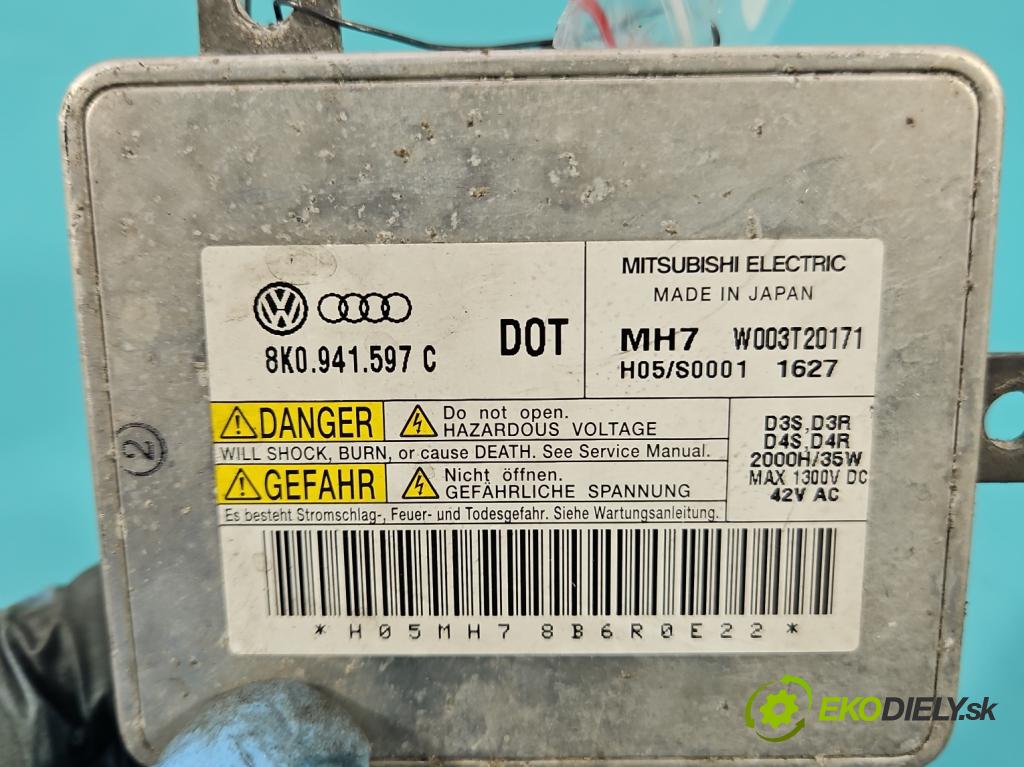 MITSUBISHI ELECTRIC
MADE IN JAPAN
VW
8K0.941.597 C
DOT
MH7 W003T20171
H05/S0001 1627
DANGER
Do not open.
HAZARDOUS VOLTAGE
WILL SHOCK, BURN, or cause DEATH. See Service Manual.
GEFAHR
Nicht öffnen.
GEFÄHRLICHE SPANNUNG
Es besteht Stromschlag-, Feuer- und Todesgefahr. Siehe Wartungsanleitung.
D3S,D3R
D4S,D4R
2000H/35W
MAX 1300V DC
42V AC
*H05MH78B6R0E22*
2
EKODIELY.sk